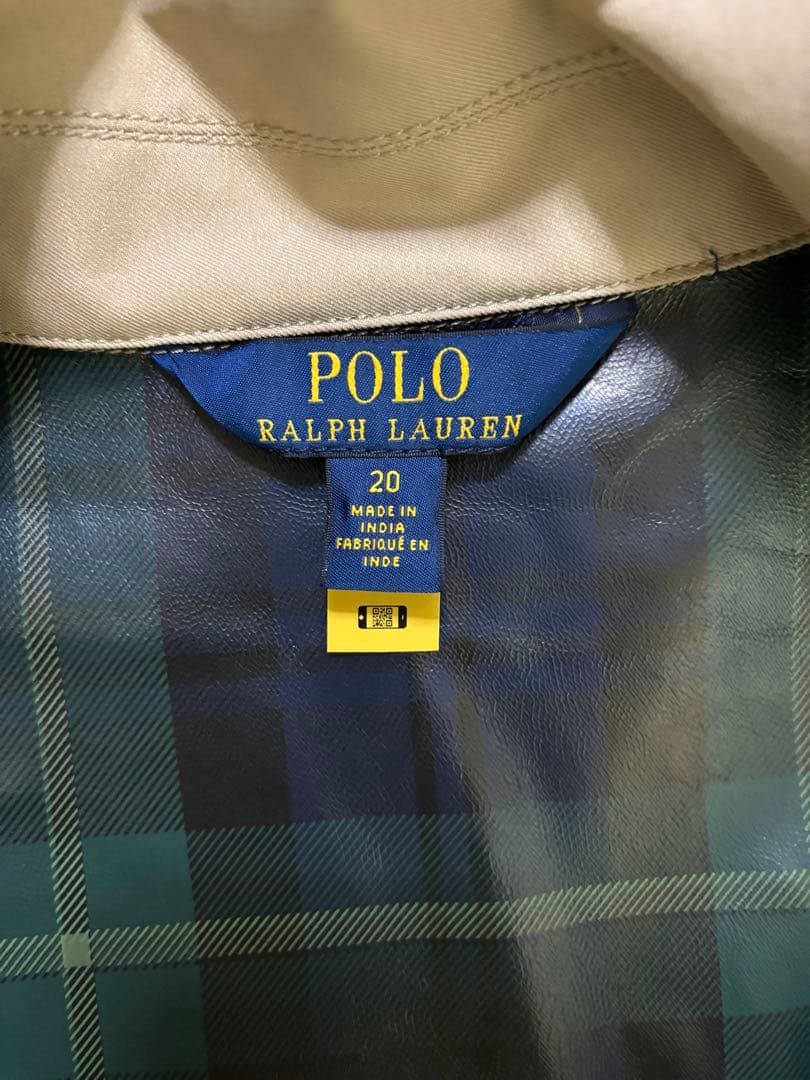 POLO
RALPH LAUREN
20
MADE IN
INDIA
FABRIQUÉ EN
INDE